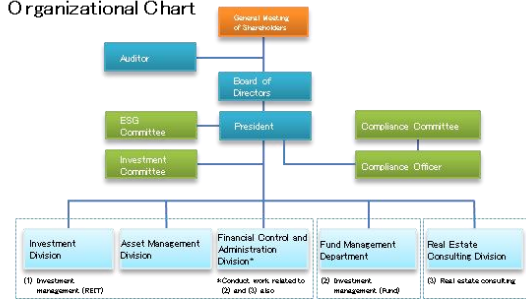 Organizational Chart
General Meeting
of Shareholders
Auditor
Board of
Directors
ESG
Committee
President
Compliance Committee
Investment
Committee
Compliance Officer
Investment
Division
Asset Management
Division
Financial Control and
Administration
Division*
Fund Management
Department
Real Estate
Consulting Division
(1) Investment
management (REIT)
*Conduct work related to
(2) and (3) also
(2) Investment
management (Fund)
(3) Real estate consulting